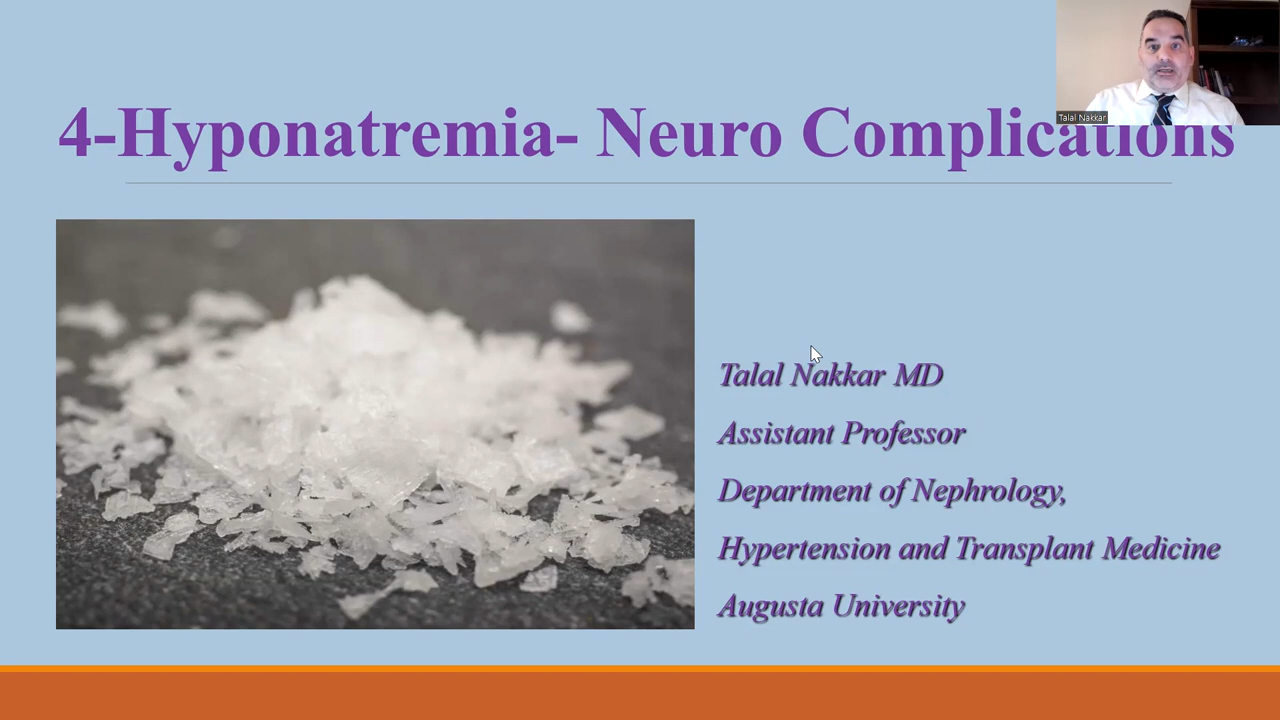 4-Hyponatremia- Neuro Complications
Talal Nakkar
Talal Nakkar MD
Assistant Professor
Department of Nephrology,
Hypertension and Transplant Medicine
Augusta University